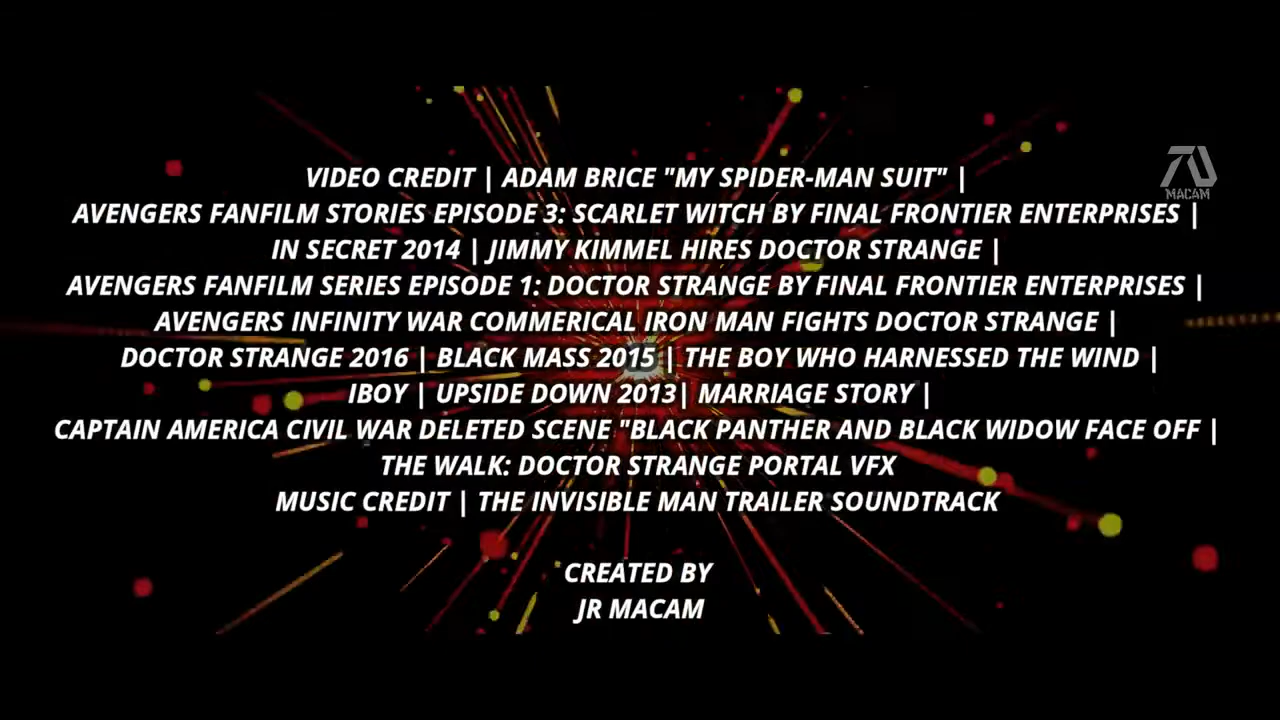 VIDEO CREDIT | ADAM BRICE "MY SPIDER-MAN SUIT" |
AVENGERS FANFILM STORIES EPISODE 3: SCARLET WITCH BY FINAL FRONTIER ENTERPRISES |
IN SECRET 2014 | JIMMY KIMMEL HIRES DOCTOR STRANGE |
AVENGERS FANFILM SERIES EPISODE 1: DOCTOR STRANGE BY FINAL FRONTIER ENTERPRISES |
AVENGERS INFINITY WAR COMMERICAL IRON MAN FIGHTS DOCTOR STRANGE |
DOCTOR STRANGE 2016 | BLACK MASS 2015 | THE BOY WHO HARNESSED THE WIND |
IBOY | UPSIDE DOWN 2013| MARRIAGE STORY |
CAPTAIN AMERICA CIVIL WAR DELETED SCENE "BLACK PANTHER AND BLACK WIDOW FACE OFF |
THE WALK: DOCTOR STRANGE PORTAL VFX
MUSIC CREDIT | THE INVISIBLE MAN TRAILER SOUNDTRACK
CREATED BY
JR MACAM
MACAM